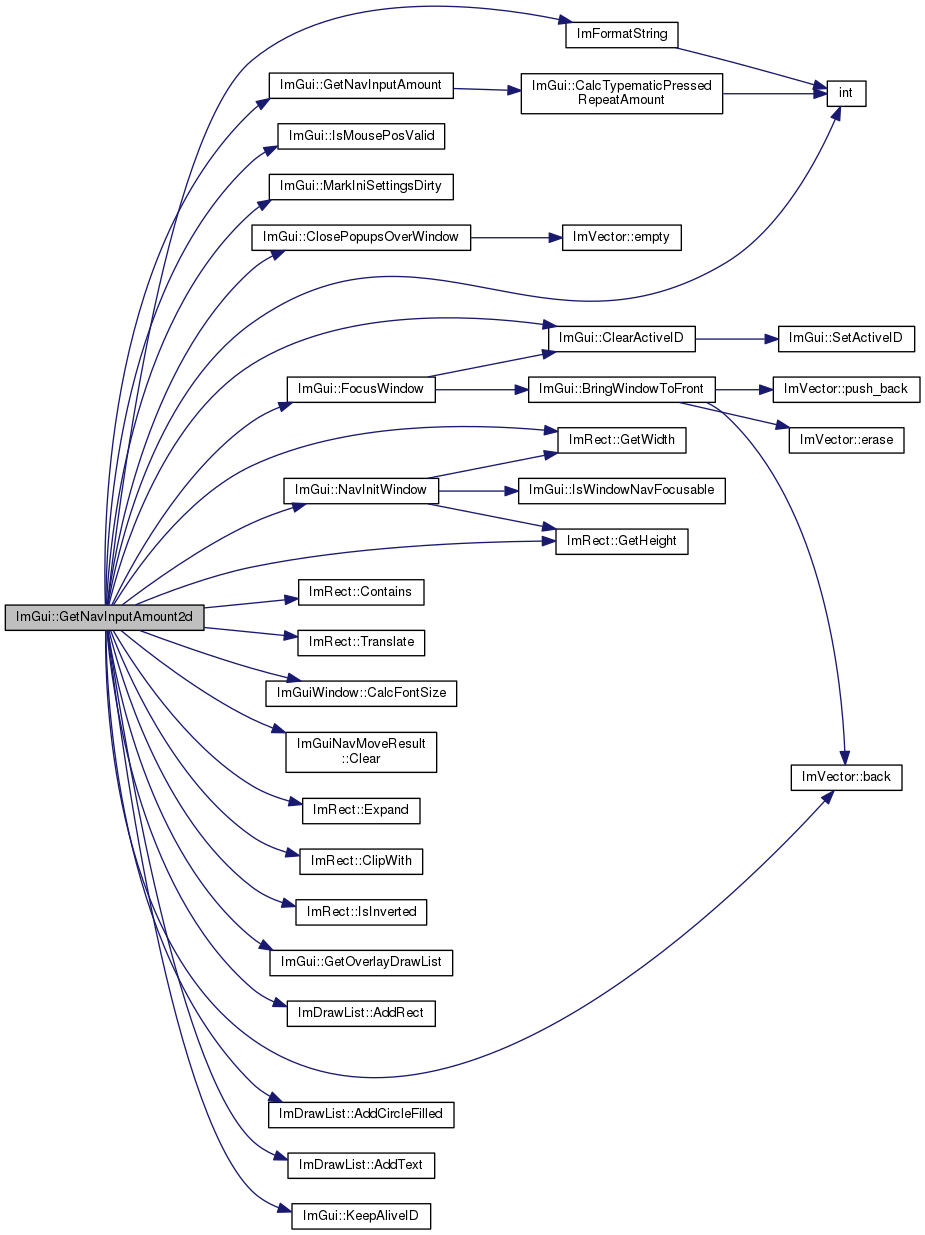 ImFormatString
ImGui::GetNavInputAmount
ImGui::CalcTypematicPressed
RepeatAmount
int
ImGui::IsMousePosValid
ImGui::MarkIniSettingsDirty
ImGui::ClosePopupsOverWindow
ImVector::empty
ImGui::ClearActiveID
ImGui::SetActiveID
ImGui::FocusWindow
ImGui::BringWindowToFront
ImVector::push_back
ImRect::GetWidth
ImVector::erase
ImGui::NavInitWindow
ImGui::IsWindowNavFocusable
ImRect::GetHeight
ImRect::Contains
ImGui::GetNavInputAmount2d
ImRect::Translate
ImGuiWindow::CalcFontSize
ImGuiNavMoveResult
::Clear
ImVector::back
ImRect::Expand
ImRect::ClipWith
ImRect::IsInverted
ImGui::GetOverlayDrawList
ImDrawList::AddRect
ImDrawList::AddCircleFilled
ImDrawList::AddText
ImGui::KeepAliveID